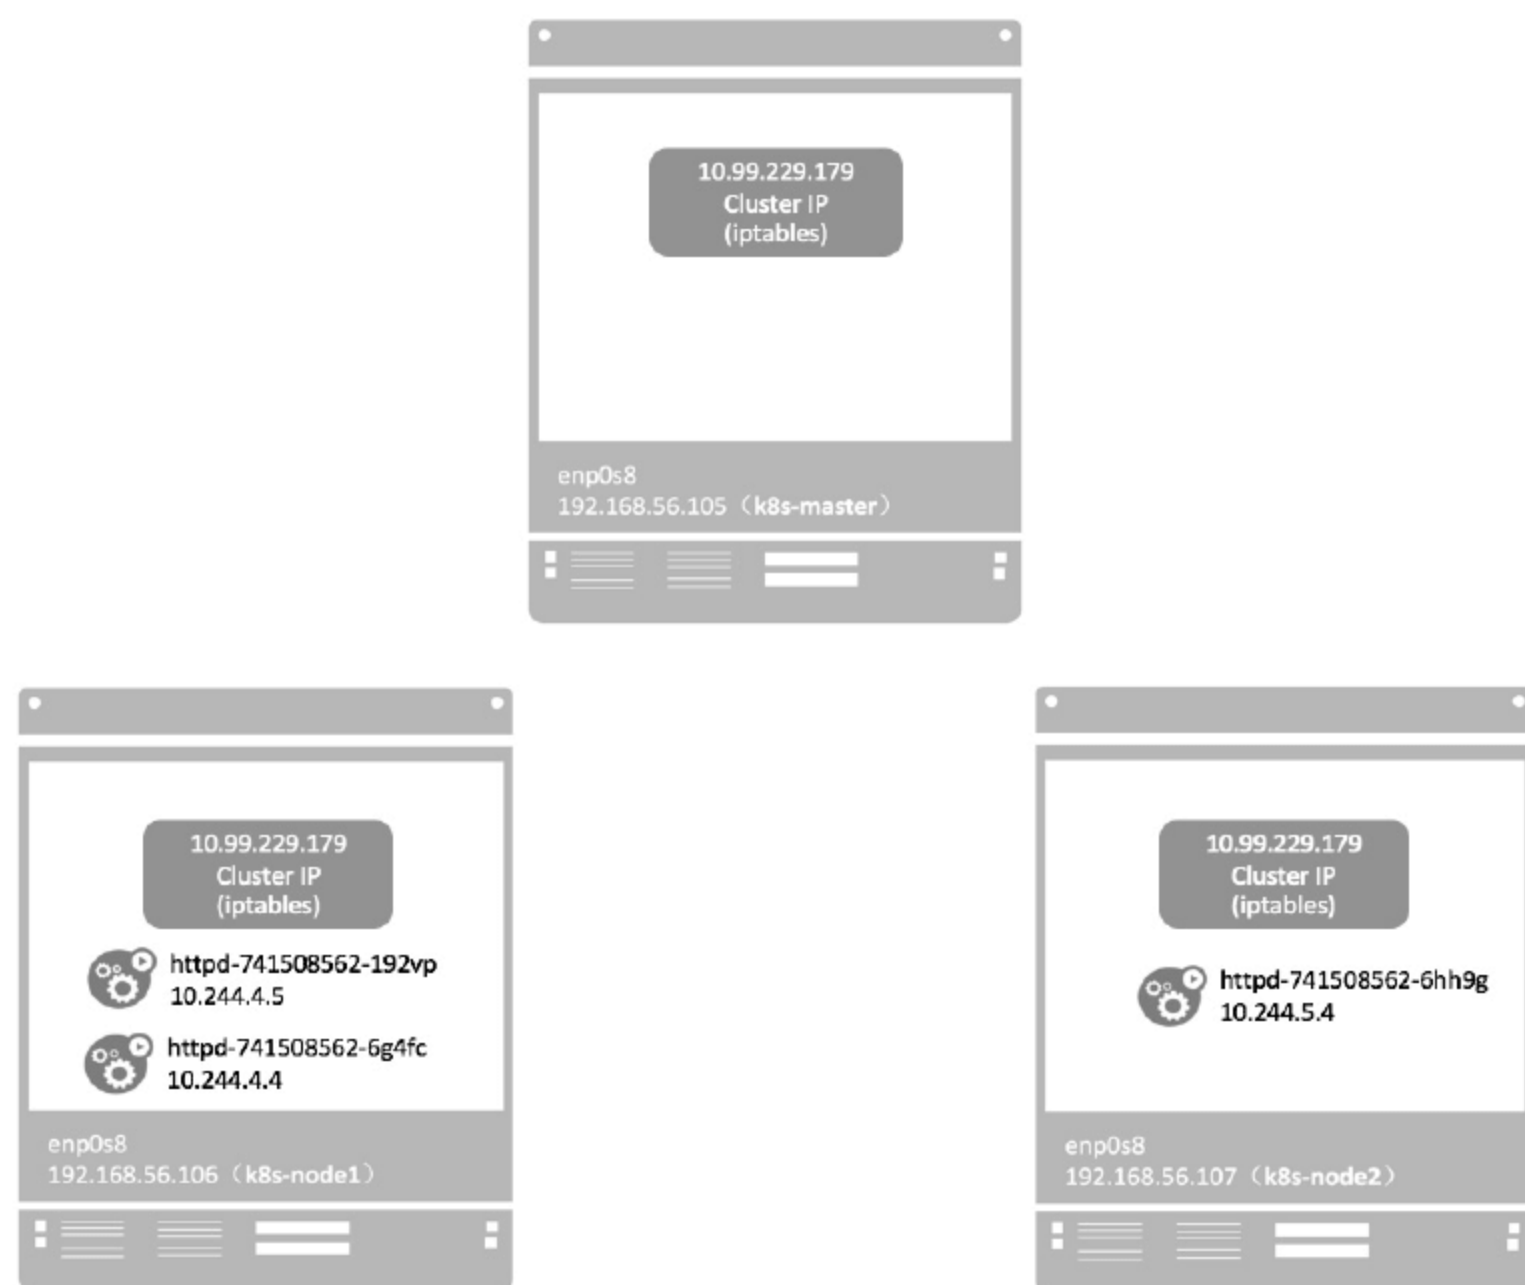 10.99.229.179
Cluster IP
(iptables)
enp0s8
192.168.56.105（k8s-master）
10.99.229.179
Cluster IP
(iptables)
httpd-741508562-192vp
10.244.4.5
httpd-741508562-6g4fc
10.244.4.4
enp0s8
192.168.56.106（k8s-node1）
10.99.229.179
Cluster IP
(iptables)
httpd-741508562-6hh9g
10.244.5.4
enp0s8
192.168.56.107（k8s-node2）